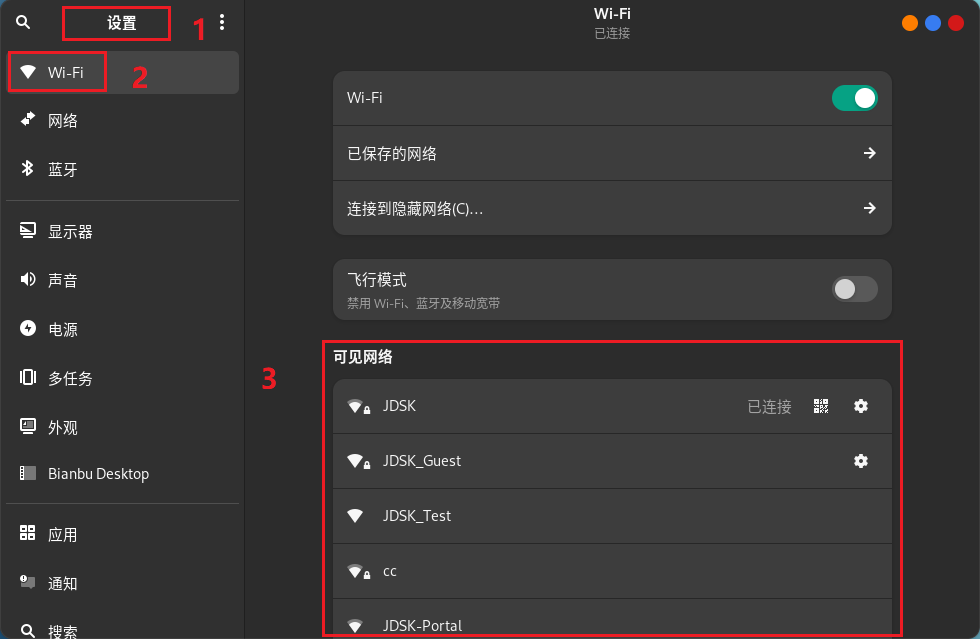 设置
1
Wi-Fi
2
网络
蓝牙
显示器
声音
电源
多任务
外观
Bianbu Desktop
应用
通知
搜索
Wi-Fi
已连接
Wi-Fi
已保存的网络
连接到隐藏网络(C)…
飞行模式
禁用 Wi-Fi、蓝牙及移动宽带
3
可见网络
JDSK 已连接
JDSK_Guest
JDSK_Test
cc
JDSK-Portal